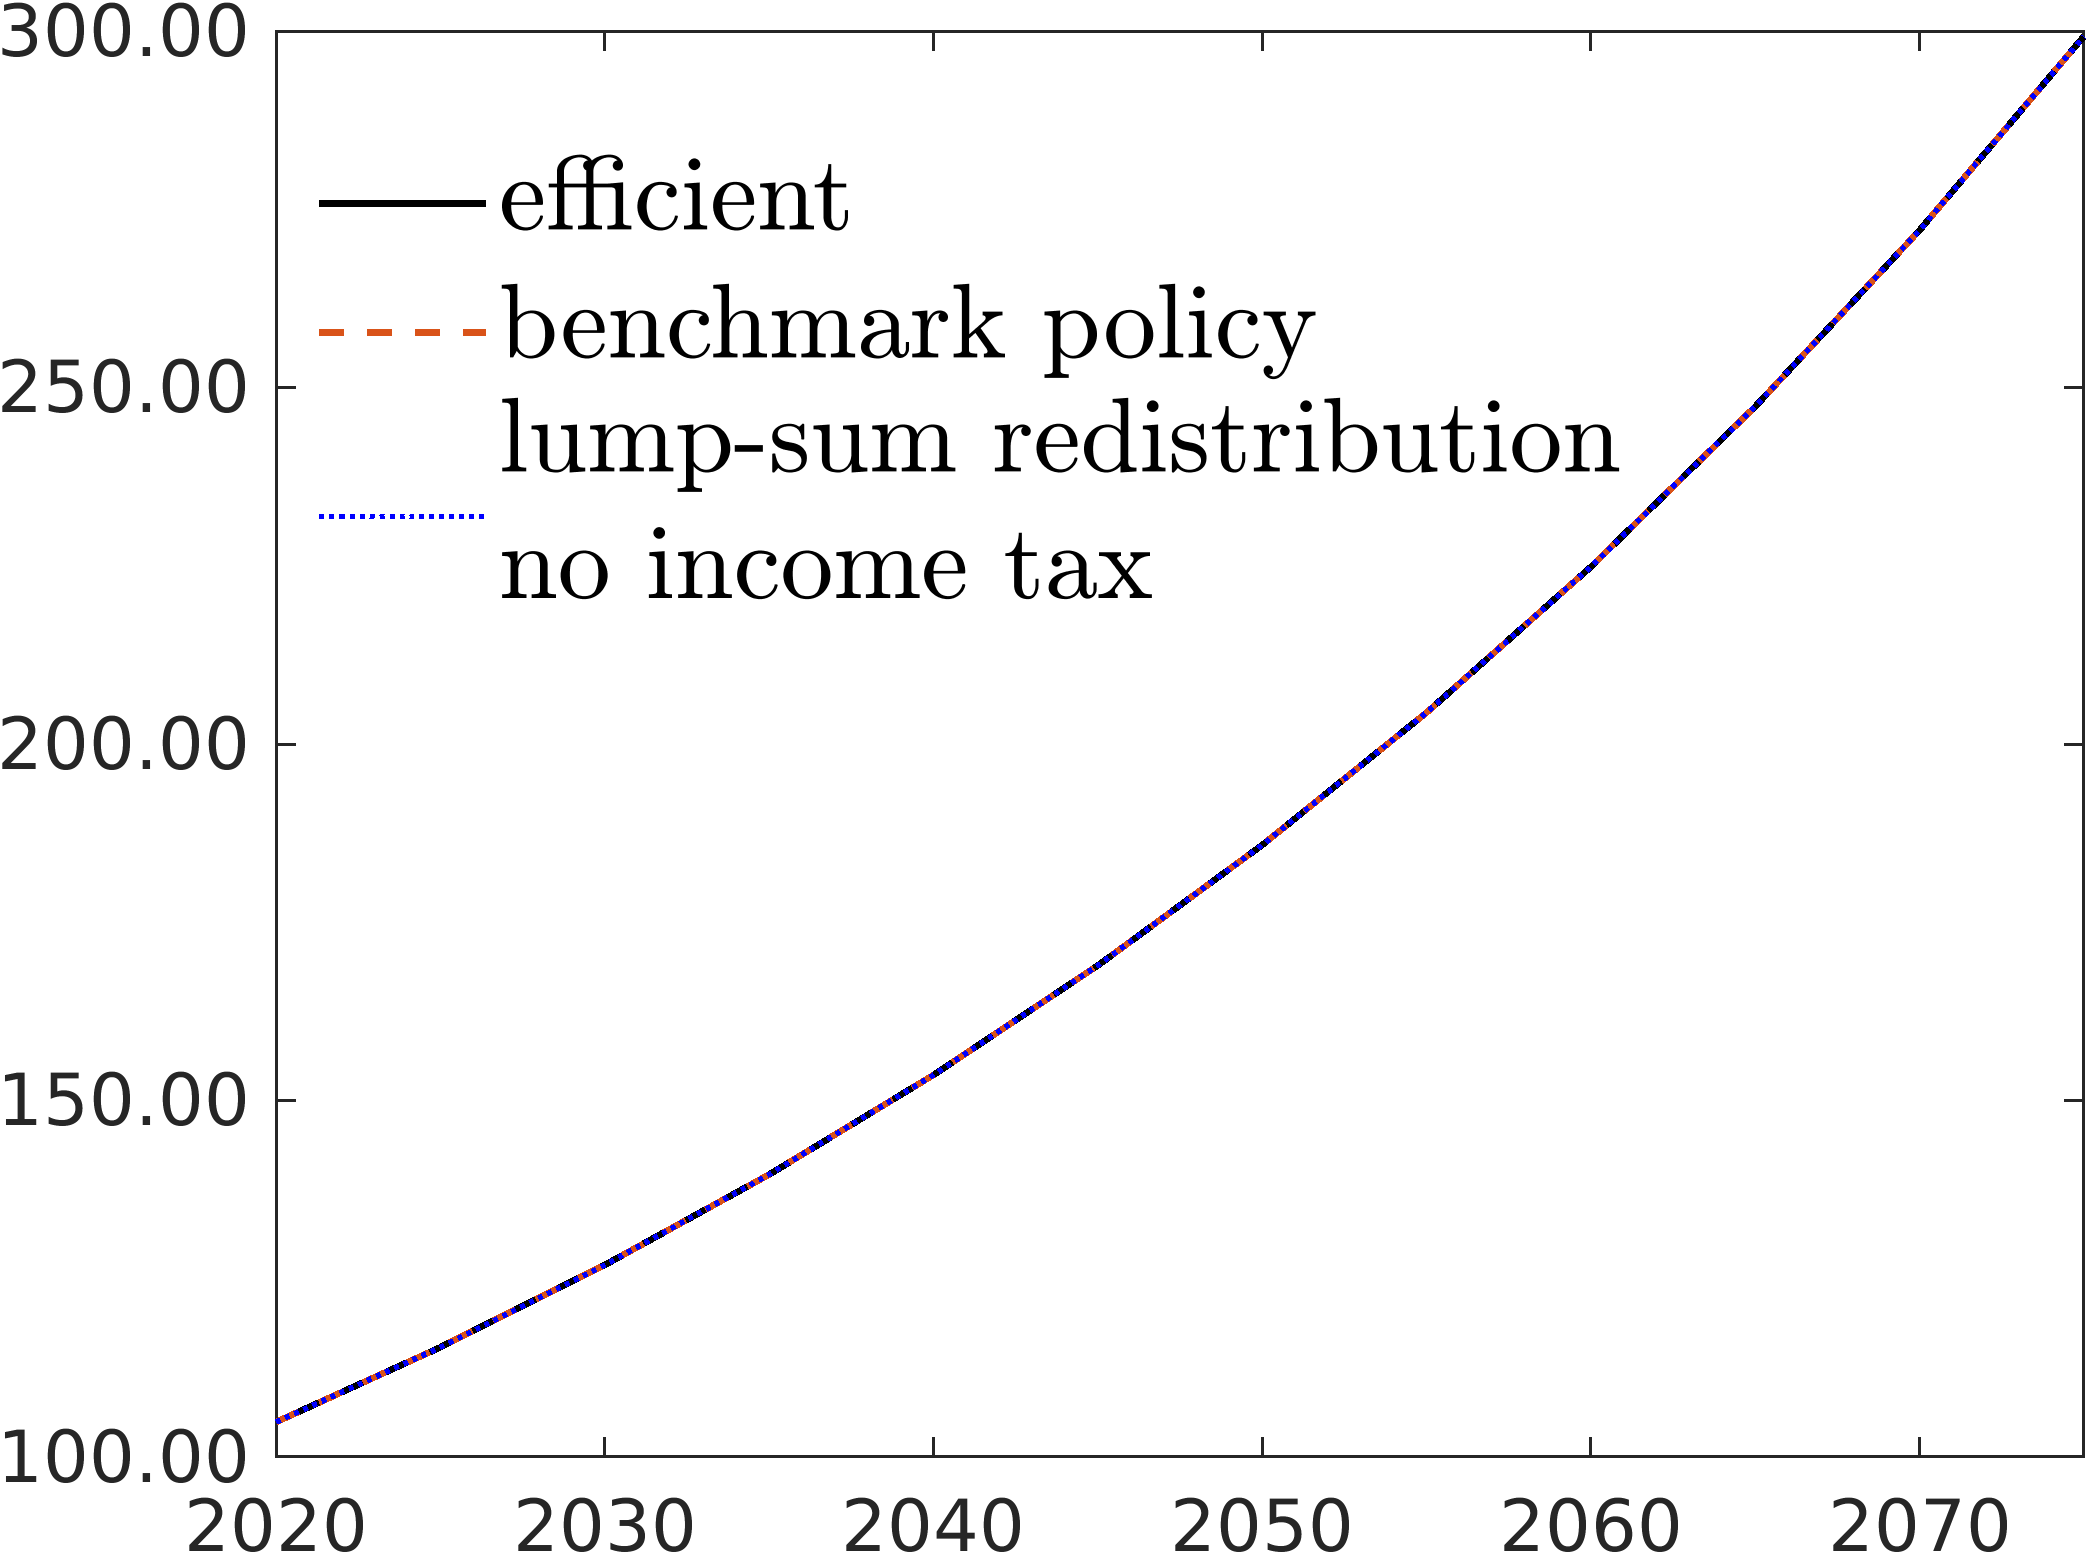 300.00
efficient
benchmark policy
250.00
lump-sum redistribution
no income tax
200.00
150.00
100.00
2020 2030 2040 2050 2060 2070